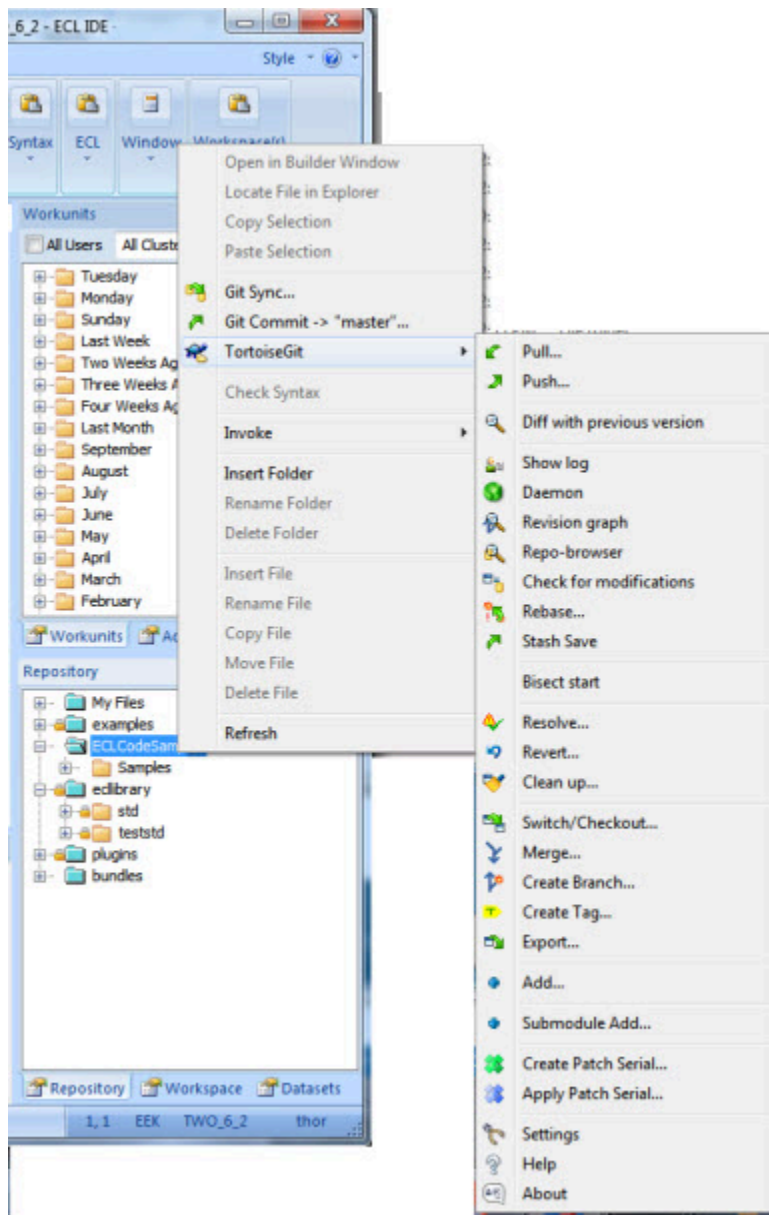 _6_2 - ECL IDE -
Style
Syntax
ECL
Window
Workspace(s)
Workunits
All Users
All Cluste
Tuesday
Monday
Sunday
Last Week
Two Weeks Ag
Three Weeks A
Four Weeks Ag
Last Month
September
August
July
June
May
April
March
February
Workunits
Ac
Repository
My Files
examples
ECLCodeSam
Samples
eclibrary
std
teststd
plugins
bundles
Repository
Workspace
Datasets
1, 1
EEK
TWO_6_2
thor
Open in Builder Window
Locate File in Explorer
Copy Selection
Paste Selection
Git Sync...
Git Commit -> "master"...
TortoiseGit
Check Syntax
Invoke
Insert Folder
Rename Folder
Delete Folder
Insert File
Rename File
Copy File
Move File
Delete File
Refresh
Pull...
Push...
Diff with previous version
Show log
Daemon
Revision graph
Repo-browser
Check for modifications
Rebase...
Stash Save
Bisect start
Resolve...
Revert...
Clean up...
Switch/Checkout...
Merge...
Create Branch...
Create Tag...
Export...
Add...
Submodule Add...
Create Patch Serial...
Apply Patch Serial...
Settings
Help
About